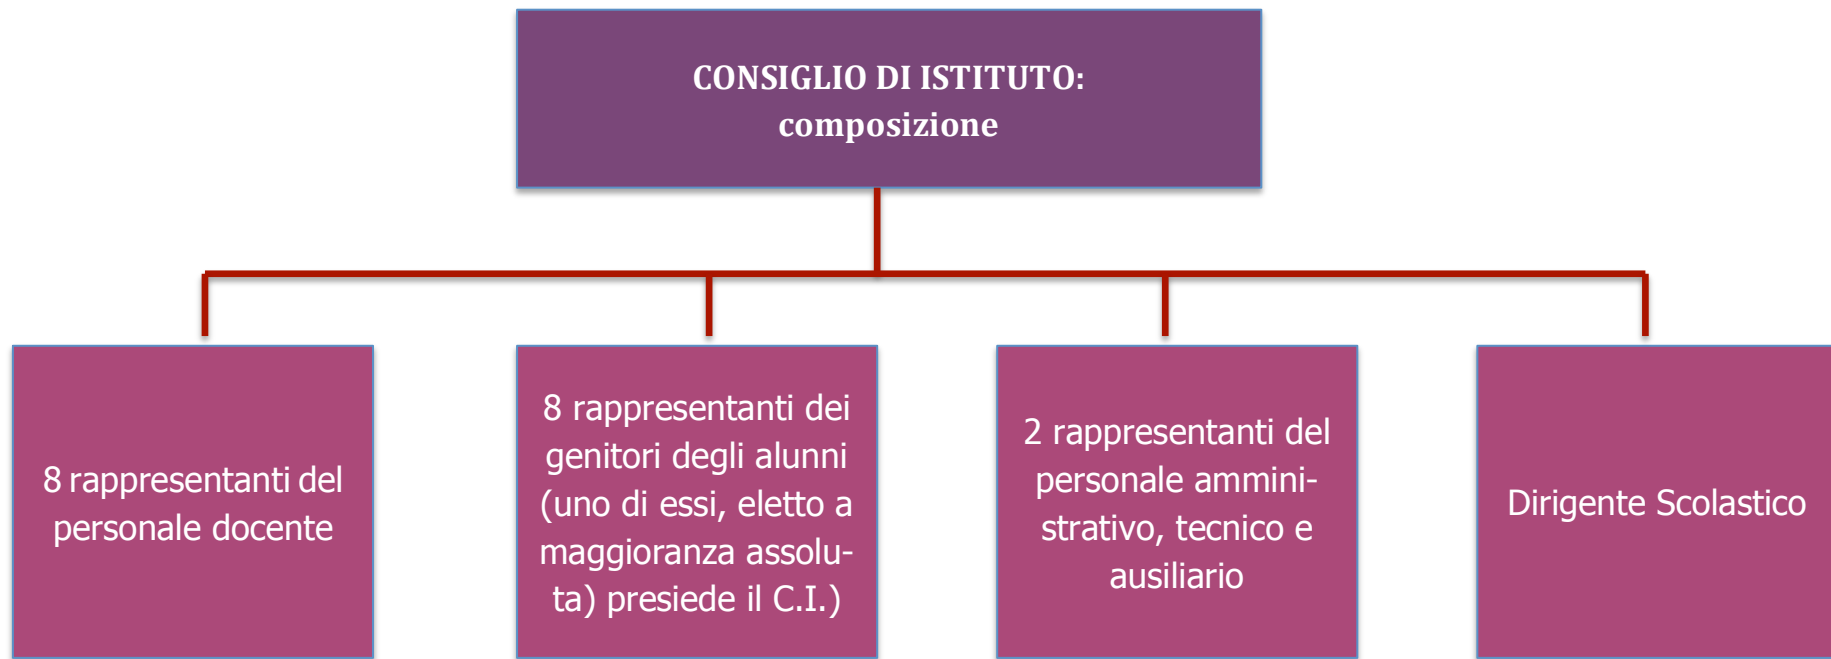 CONSIGLIO DI ISTITUTO:
composizione
8 rappresentanti del
personale docente
8 rappresentanti dei
genitori degli alunni
(uno di essi, eletto a
maggioranza assolu-
ta) presiede il C.I.)
2 rappresentanti del
personale ammini-
strativo, tecnico e
ausiliario
Dirigente Scolastico